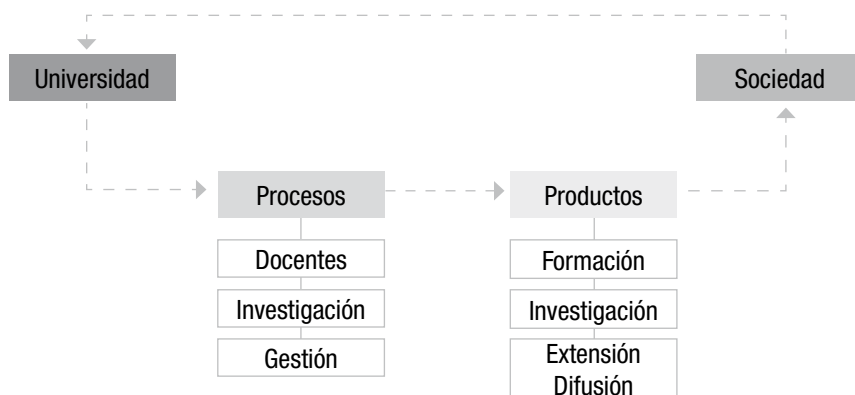 Universidad
Sociedad
Procesos
Productos
Docentes
Formación
Investigación
Investigación
Gestión
Extensión
Difusión